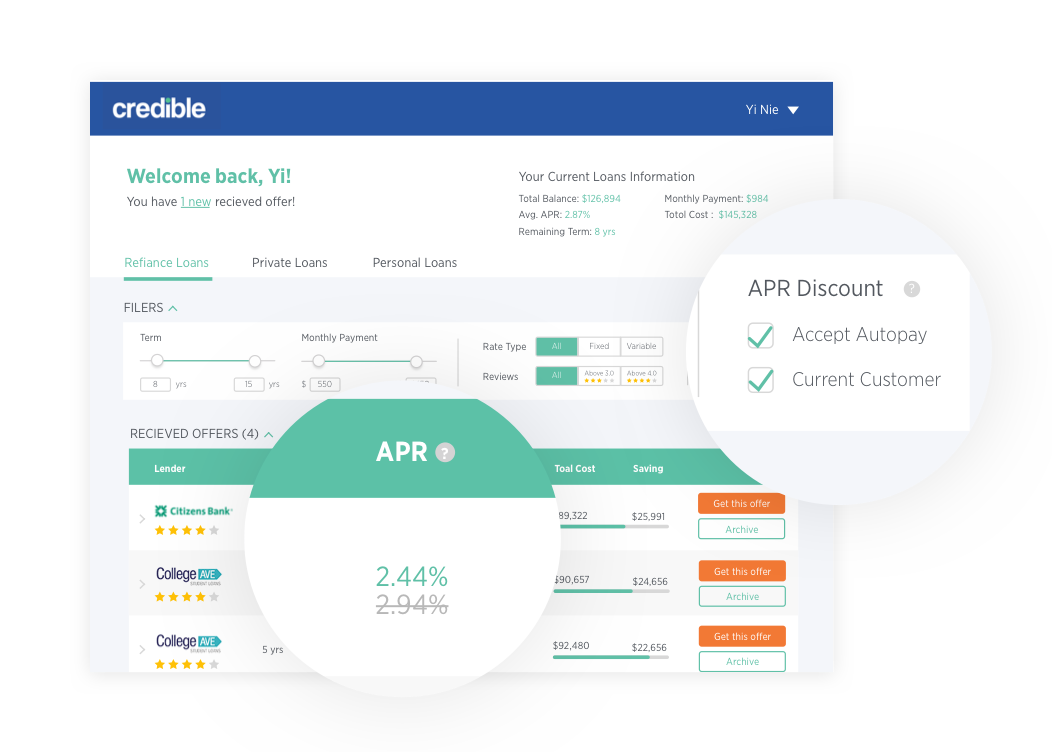 credible
Yi Nie
Welcome back, Yi!
You have 1 new recieved offer!
Your Current Loans Information
Total Balance: $126,894 Monthly Payment: $984
Avg. APR: 2.87% Total Cost : $145,328
Remaining Term: 8 yrs
Refiance Loans Private Loans Personal Loans
FILERS
Term Monthly Payment
Rate Type All Fixed Variable
Reviews All Above 3.0 Above 4.0
8 yrs 15 yrs $ 550
APR Discount ?
Accept Autopay
Current Customer
RECIEVED OFFERS (4)
Lender APR ? Toal Cost Saving
Citizens Bank 89,322 $25,991 Get this offer
Archive
2.44%
2.94%
College AVE STUDENT LOANS $90,657 $24,656 Get this offer
Archive
College AVE STUDENT LOANS 5 yrs $92,480 $22,656 Get this offer
Archive